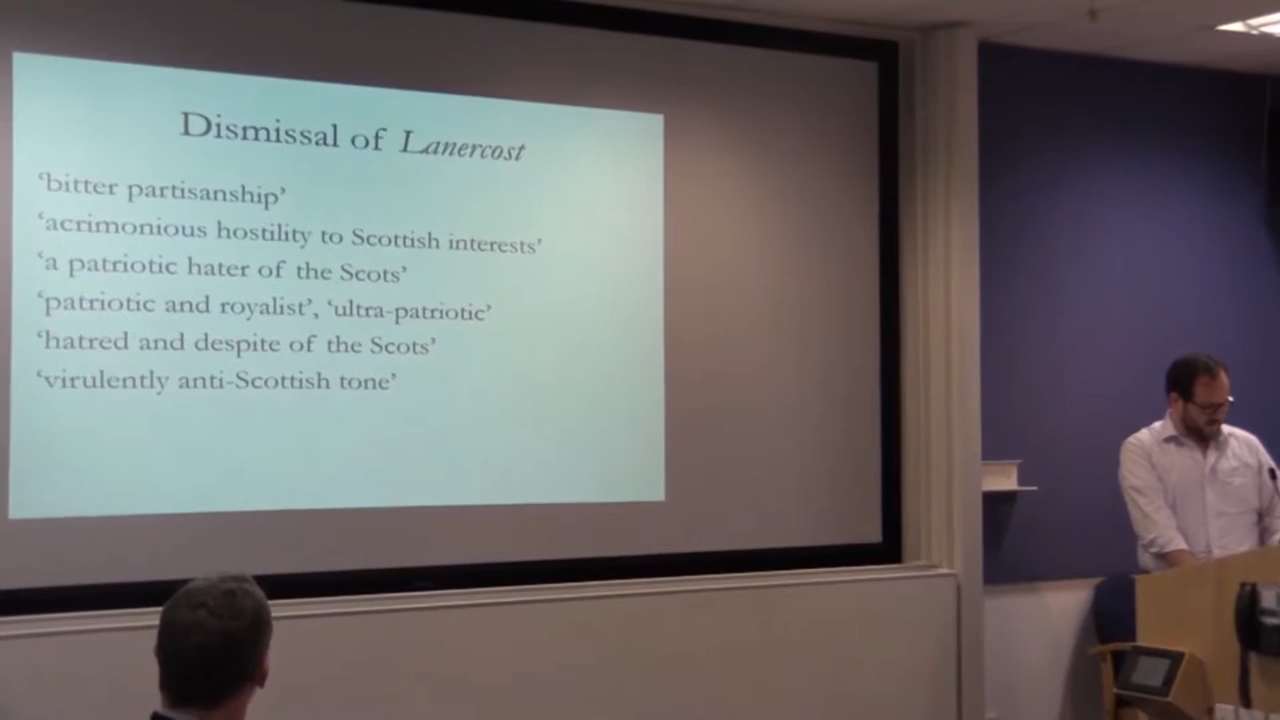 Dismissal of Lanercost
‘bitter partisanship’
‘acrimonious hostility to Scottish interests’
‘a patriotic hater of the Scots’
‘patriotic and royalist’, ‘ultra-patriotic’
‘hatred and despite of the Scots’
‘virulently anti-Scottish tone’